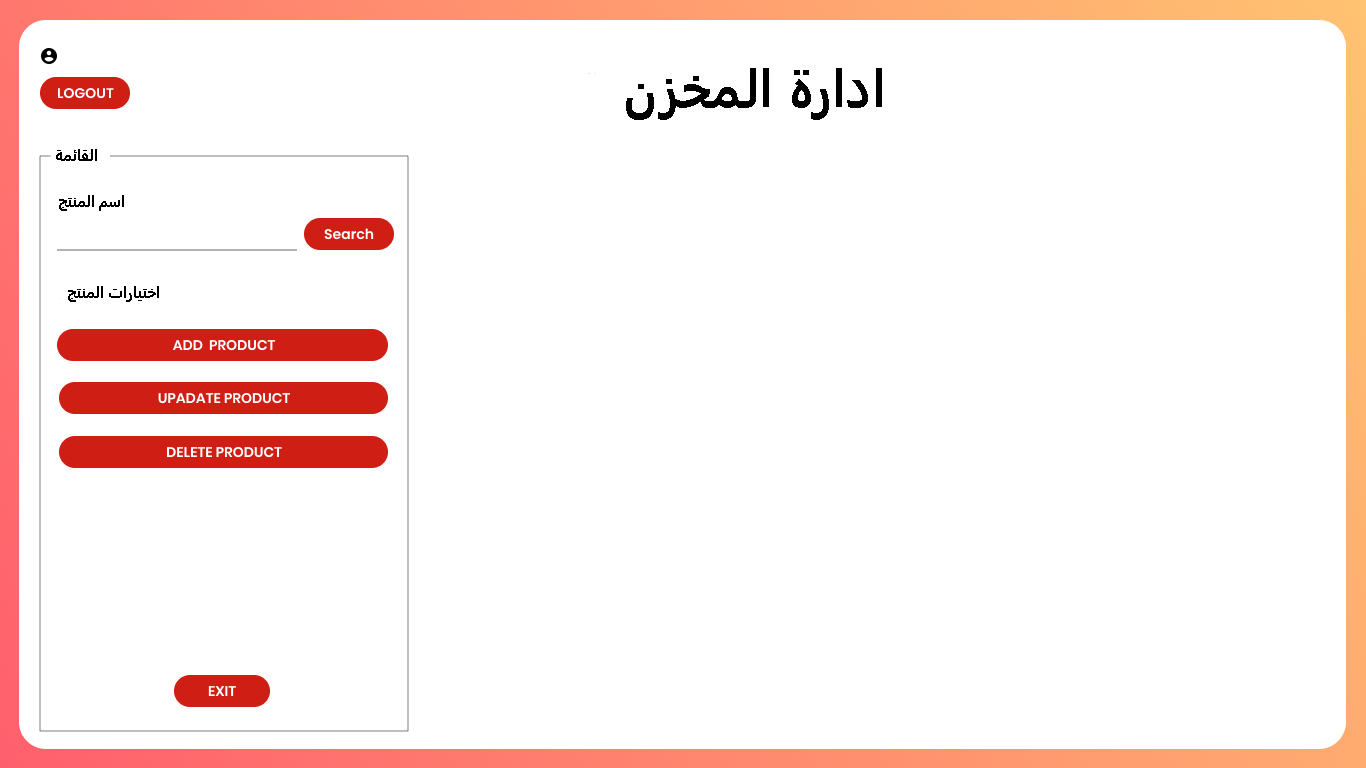 LOGOUT
ادارة المخزن
القائمة
اسم المنتج
Search
اختيارات المنتج
ADD PRODUCT
UPADATE PRODUCT
DELETE PRODUCT
EXIT